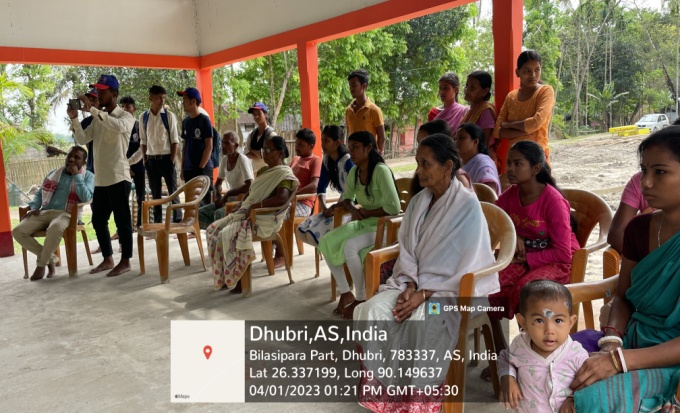 GPS Map Camera
Dhubri,AS,India
Bilasipara Part, Dhubri, 783337, AS, India
Lat 26.337199, Long 90.149637
04/01/2023 01:21 PM GMT+05:30
Maps